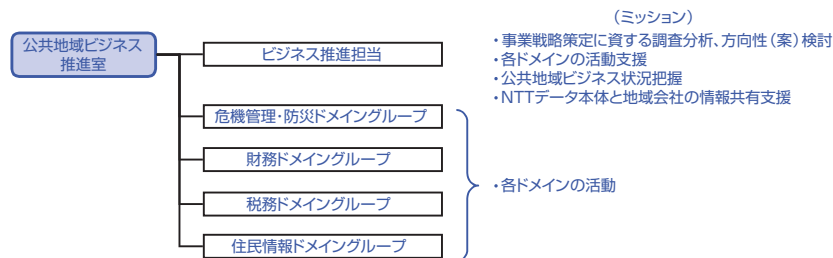 (ミッション)
公共地域ビジネス
推進室
ビジネス推進担当
・事業戦略策定に資する調査分析、方向性(案)検討
・各ドメインの活動支援
・公共地域ビジネス状況把握
・NTTデータ本体と地域会社の情報共有支援
危機管理・防災ドメイングループ
財務ドメイングループ
税務ドメイングループ
住民情報ドメイングループ
・各ドメインの活動